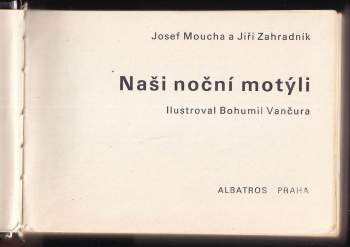 Josef Moucha a Jiří Zahradník
Naši noční motýli
Ilustroval Bohumil Vančura
ALBATROS PRAHA